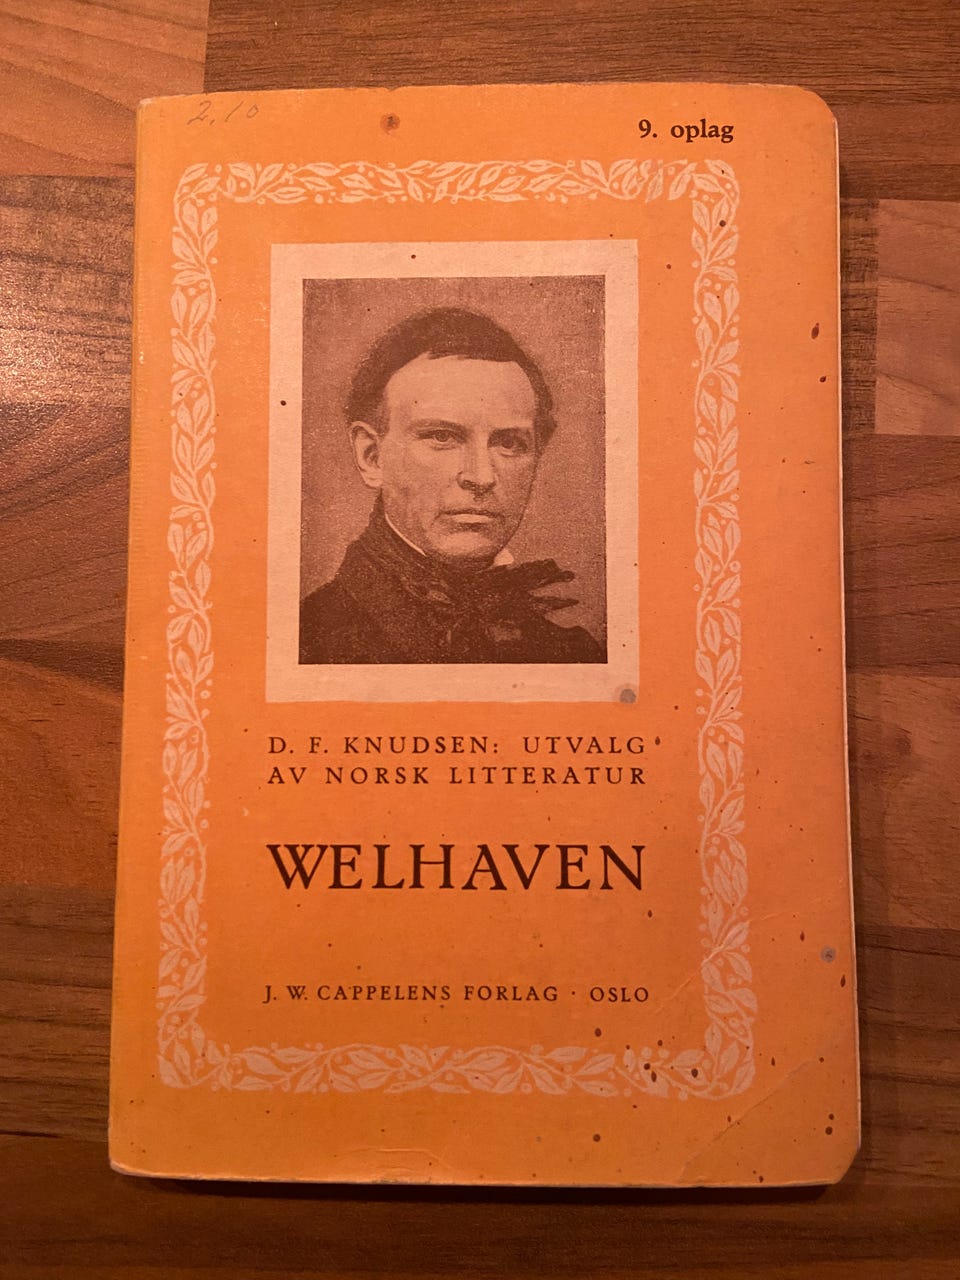 2.10
9. oplag
D. F. KNUDSEN: UTVALG
AV NORSK LITTERATUR
WELHAVEN
J. W. CAPPELENS FORLAG · OSLO